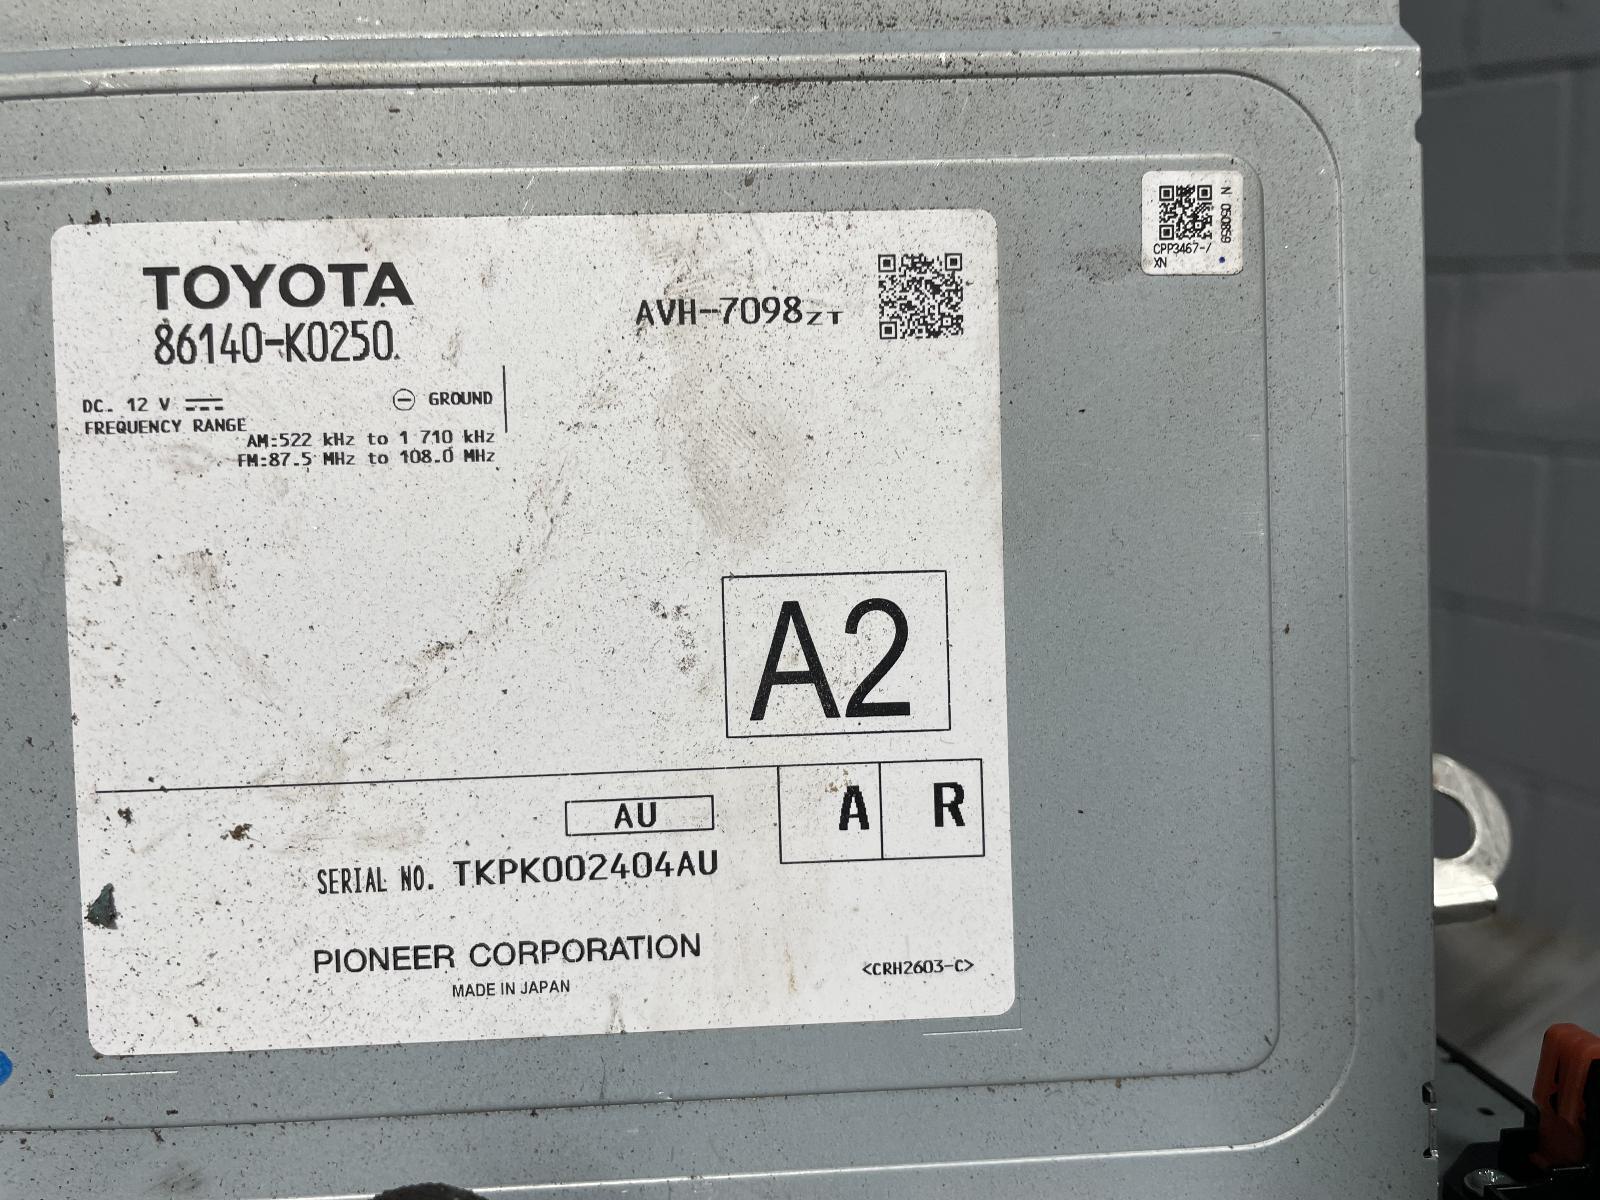 TOYOTA
86140-K0250
AVH-7098ZT
DC. 12 V
GROUND
FREQUENCY RANGE
AM:522 kHz to 1 710 kHz
FM:87.5 MHz to 108.0 MHz
N 050859
CPP3467-/
XN
A2
AU
A R
SERIAL NO. TKPK002404AU
PIONEER CORPORATION
MADE IN JAPAN
<CRH2603-C>